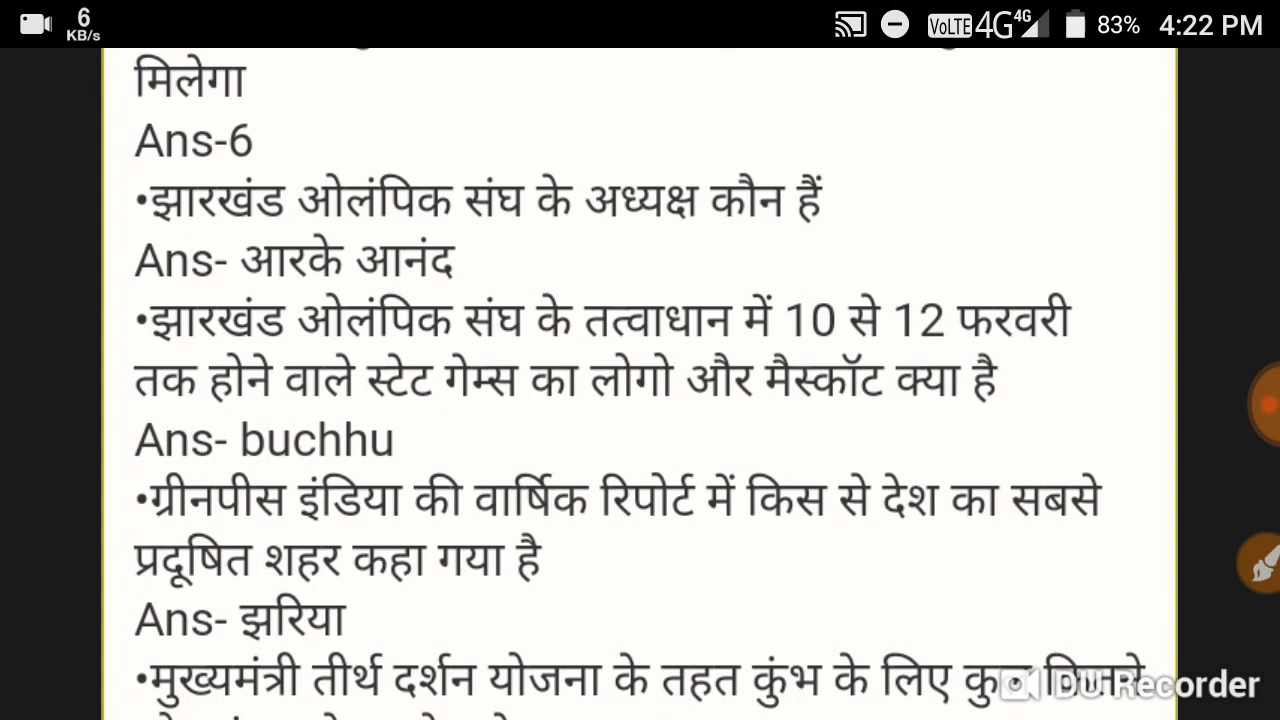 6
KB/s
VoLTE 4G 4G 83% 4:22 PM
मिलेगा
Ans-6
•झारखंड ओलंपिक संघ के अध्यक्ष कौन हैं
Ans- आरके आनंद
•झारखंड ओलंपिक संघ के तत्वाधान में 10 से 12 फरवरी
तक होने वाले स्टेट गेम्स का लोगो और मैस्कॉट क्या है
Ans- buchhu
•ग्रीनपीस इंडिया की वार्षिक रिपोर्ट में किस से देश का सबसे
प्रदूषित शहर कहा गया है
Ans- झरिया
•मुख्यमंत्री तीर्थ दर्शन योजना के तहत कुंभ के लिए
DU Recorder